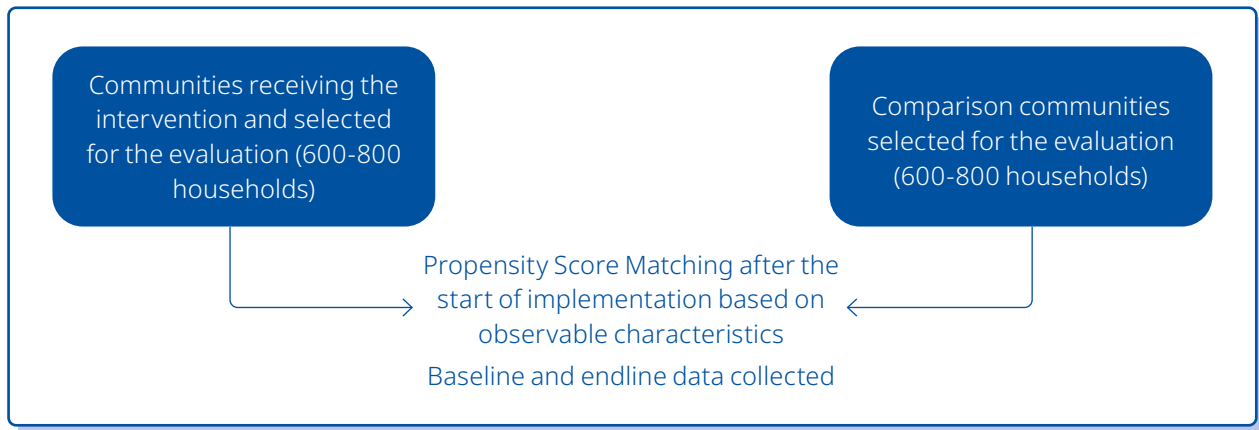 Communities receiving the
intervention and selected
for the evaluation (600-800
households)
Comparison communities
selected for the evaluation
(600-800 households)
Propensity Score Matching after the
start of implementation based on
observable characteristics
Baseline and endline data collected